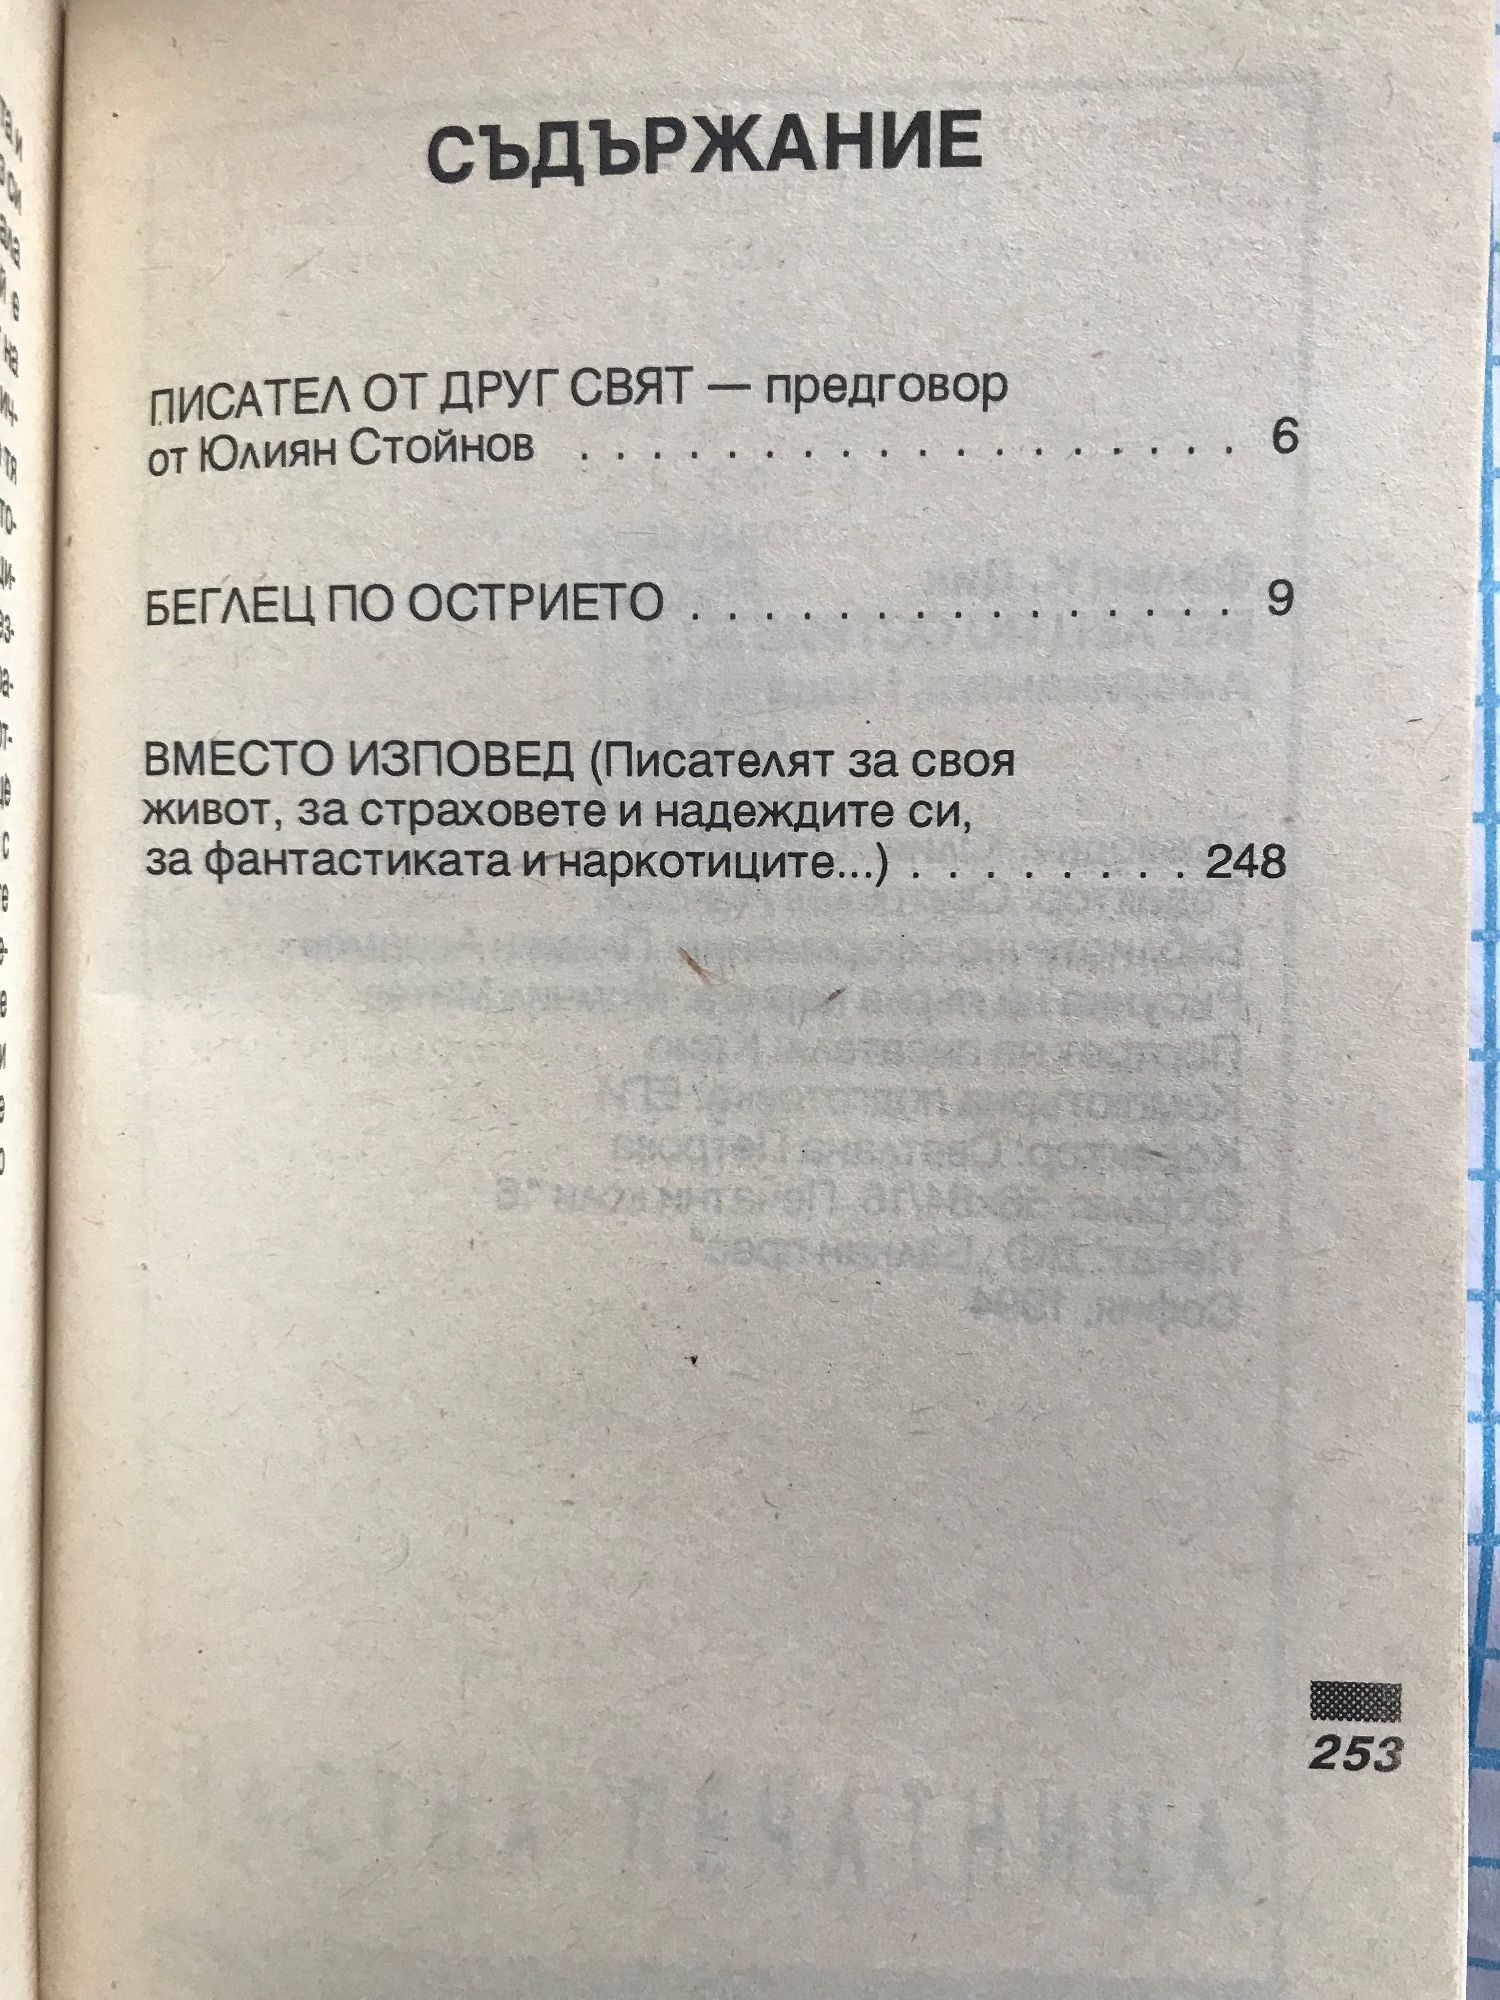 СЪДЪРЖАНИЕ
ПИСАТЕЛ ОТ ДРУГ СВЯТ — предговор
от Юлиян Стойнов . . . . . . . . . . . . . . . . . . 6
БЕГЛЕЦ ПО ОСТРИЕТО . . . . . . . . . . . . . . . 9
ВМЕСТО ИЗПОВЕД (Писателят за своя
живот, за страховете и надеждите си,
за фантастиката и наркотиците...) . . . . . . . . 248
253